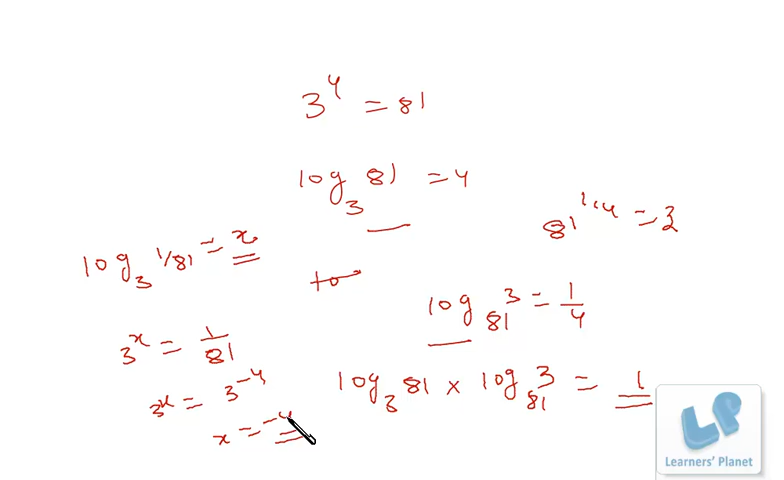 3^4 = 81
log_3 81 = 4
81^1/4 = 3
log_3 1/81 = x
to
log_81 3 = 1/4
3^x = 1/81
log_3 81 × log_81 3 = 1
3^x = 3^-4
x = -4
LP
Learners' Planet